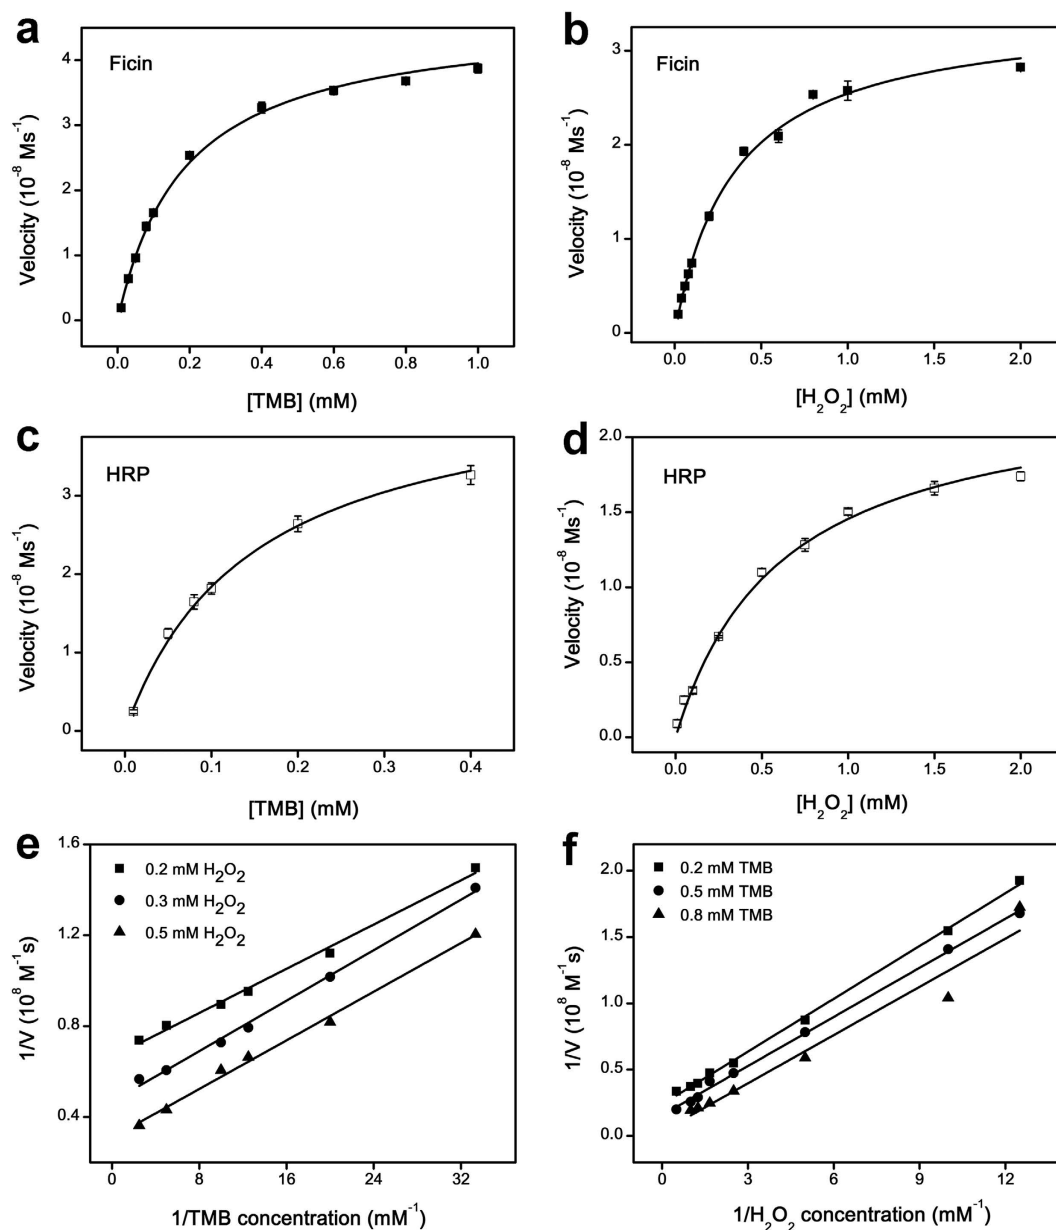 a
Ficin
4
3
2
1
0
Velocity (10⁻⁸ Ms⁻¹)
0.0 0.2 0.4 0.6 0.8 1.0
[TMB] (mM)
b
Ficin
3
2
1
0
Velocity (10⁻⁸ Ms⁻¹)
0.0 0.5 1.0 1.5 2.0
[H₂O₂] (mM)
c
HRP
3
2
1
0
Velocity (10⁻⁸ Ms⁻¹)
0.0 0.1 0.2 0.3 0.4
[TMB] (mM)
d
HRP
2.0
1.5
1.0
0.5
0.0
Velocity (10⁻⁸ Ms⁻¹)
0.0 0.5 1.0 1.5 2.0
[H₂O₂] (mM)
e
1.6
1.2
0.8
0.4
1/V (10⁸ M⁻¹s)
0.2 mM H₂O₂
0.3 mM H₂O₂
0.5 mM H₂O₂
0 8 16 24 32
1/TMB concentration (mM⁻¹)
f
2.0
1.5
1.0
0.5
0.0
1/V (10⁸ M⁻¹s)
0.2 mM TMB
0.5 mM TMB
0.8 mM TMB
0 3 6 9 12
1/H₂O₂ concentration (mM⁻¹)